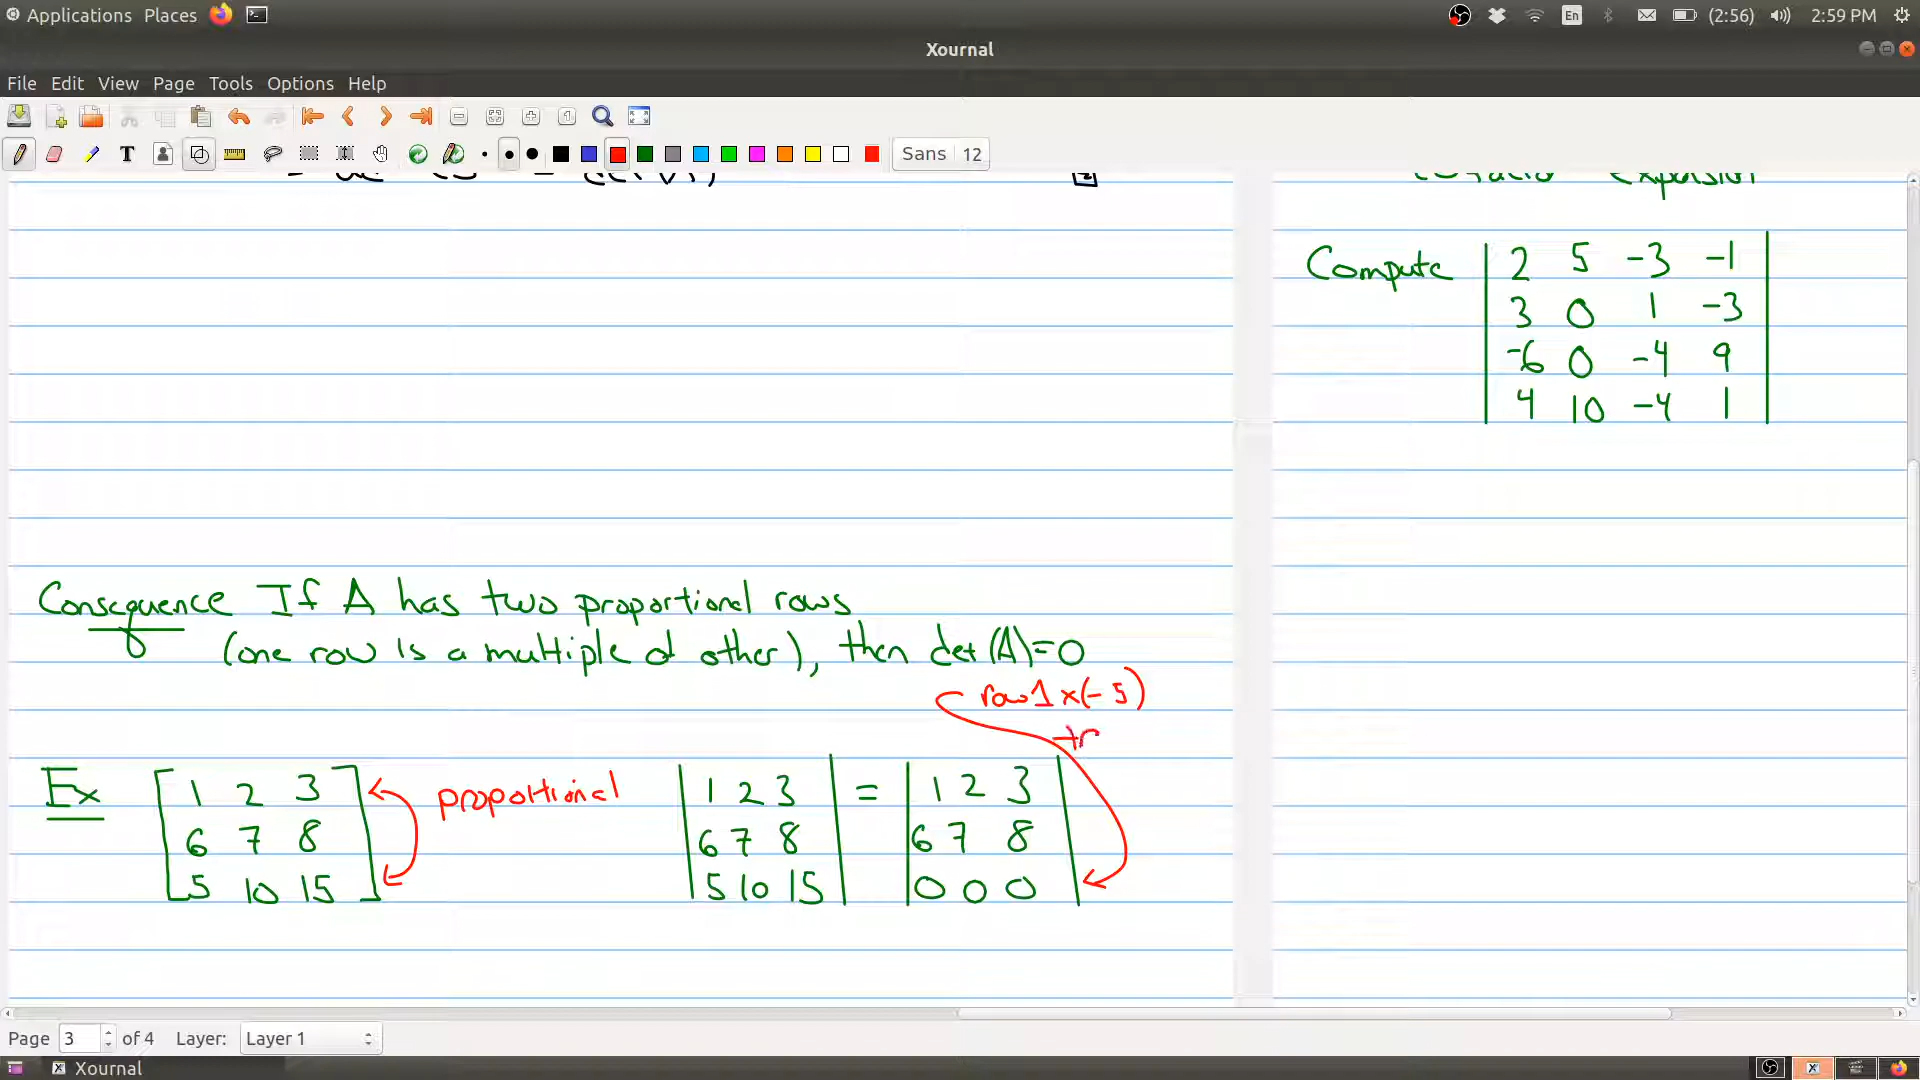 Applications Places En (2:56) 2:59 PM
Xournal
File Edit View Page Tools Options Help
Sans 12
Expansion
Compute | 2 5 -3 -1 |
| 3 0 1 -3 |
| -6 0 -4 9 |
| 4 10 -4 1 |
Consequence If A has two proportional rows
(one row is a multiple of other), then det(A)=0
row 1 x(-5)
+r
Ex [ 1 2 3 ] proportional | 1 2 3 | = | 1 2 3 |
[ 6 7 8 ] | 6 7 8 | | 6 7 8 |
[ 5 10 15 ] | 5 10 15 | | 0 0 0 |
Page 3 of 4 Layer: Layer 1
Xournal